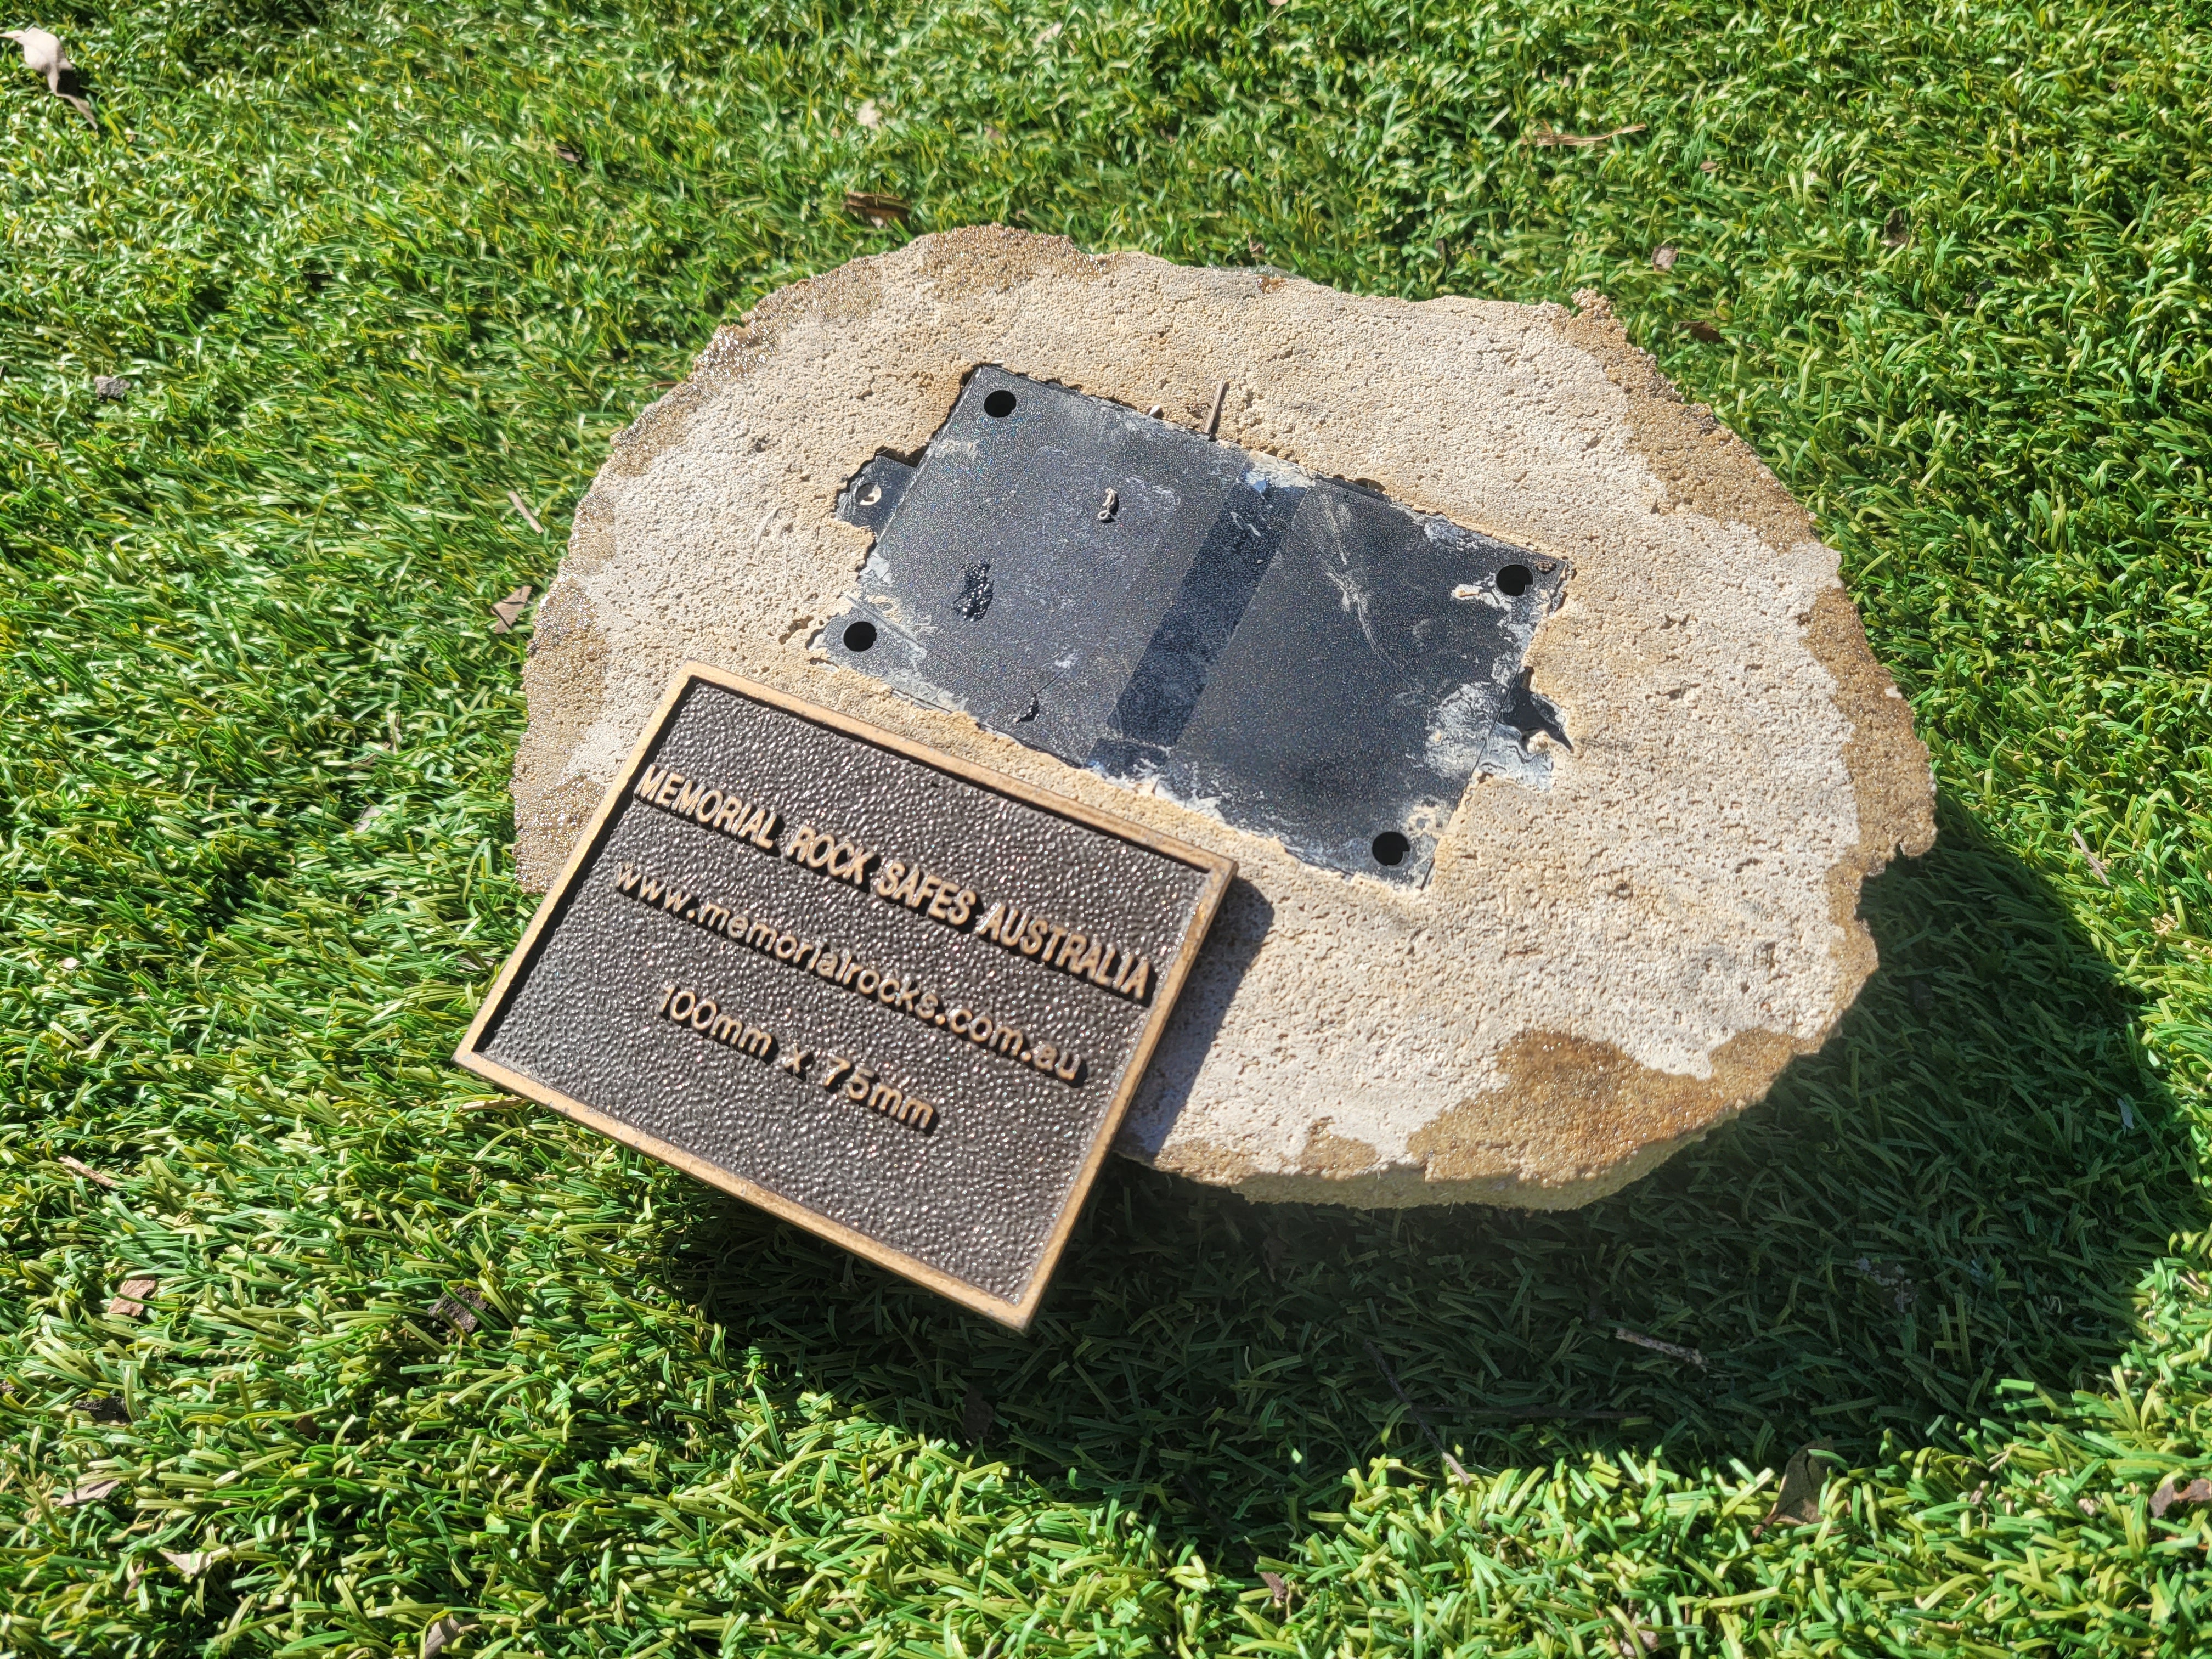 MEMORIAL ROCK SAFES AUSTRALIA
www.memorialrocks.com.au
100mm x 75mm